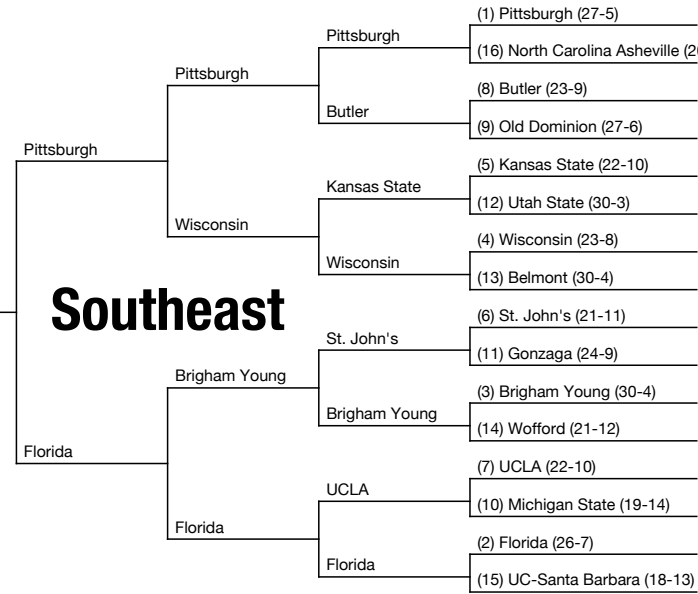 (1) Pittsburgh (27-5)
Pittsburgh
(16) North Carolina Asheville
Pittsburgh
(8) Butler (23-9)
Butler
(9) Old Dominion (27-6)
Pittsburgh
(5) Kansas State (22-10)
Kansas State
(12) Utah State (30-3)
Wisconsin
(4) Wisconsin (23-8)
Wisconsin
(13) Belmont (30-4)
Southeast
(6) St. John's (21-11)
St. John's
(11) Gonzaga (24-9)
Brigham Young
(3) Brigham Young (30-4)
Brigham Young
(14) Wofford (21-12)
Florida
(7) UCLA (22-10)
UCLA
(10) Michigan State (19-14)
Florida
(2) Florida (26-7)
Florida
(15) UC-Santa Barbara (18-13)